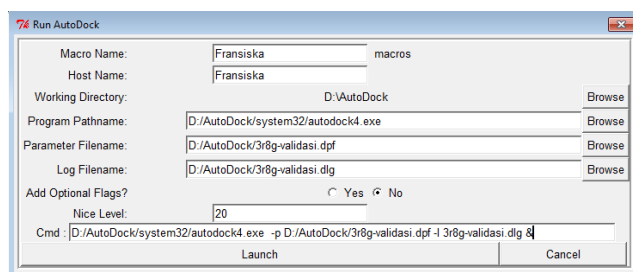 Run AutoDock
Macro Name: Fransiska macros
Host Name: Fransiska
Working Directory: D:\AutoDock Browse
Program Pathname: D:/AutoDock/system32/autodock4.exe Browse
Parameter Filename: D:/AutoDock/3r8g-validasi.dpf Browse
Log Filename: D:/AutoDock/3r8g-validasi.dlg Browse
Add Optional Flags? Yes No
Nice Level: 20
Cmd : D:/AutoDock/system32/autodock4.exe -p D:/AutoDock/3r8g-validasi.dpf -l 3r8g-validasi.dlg &
Launch Cancel